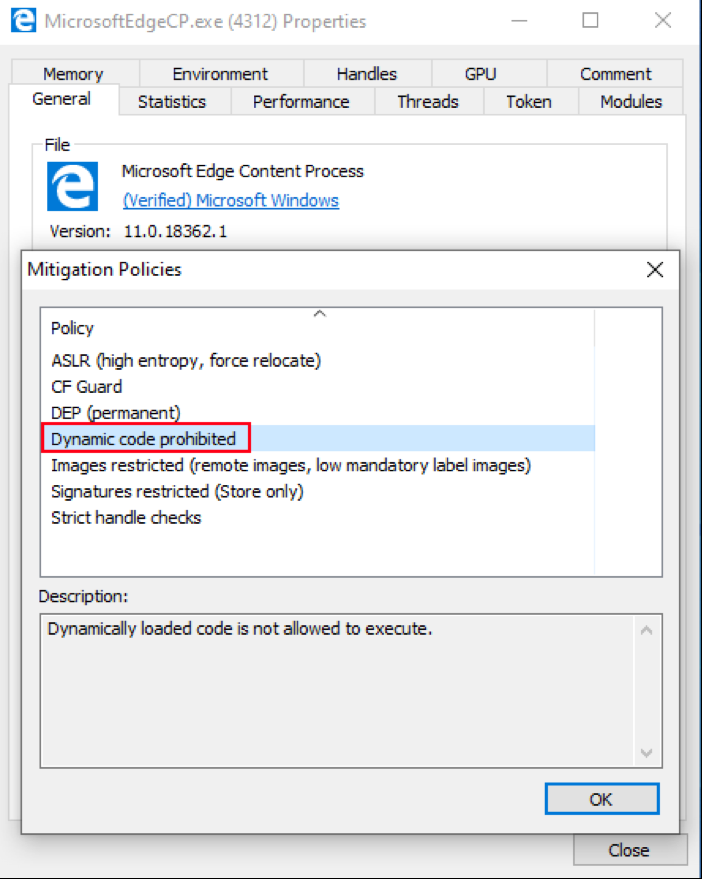 MicrosoftEdgeCP.exe (4312) Properties
Memory Environment Handles GPU Comment
General Statistics Performance Threads Token Modules
File
Microsoft Edge Content Process
(Verified) Microsoft Windows
Version: 11.0.18362.1
Mitigation Policies
Policy
ASLR (high entropy, force relocate)
CF Guard
DEP (permanent)
Dynamic code prohibited
Images restricted (remote images, low mandatory label images)
Signatures restricted (Store only)
Strict handle checks
Description:
Dynamically loaded code is not allowed to execute.
OK
Close